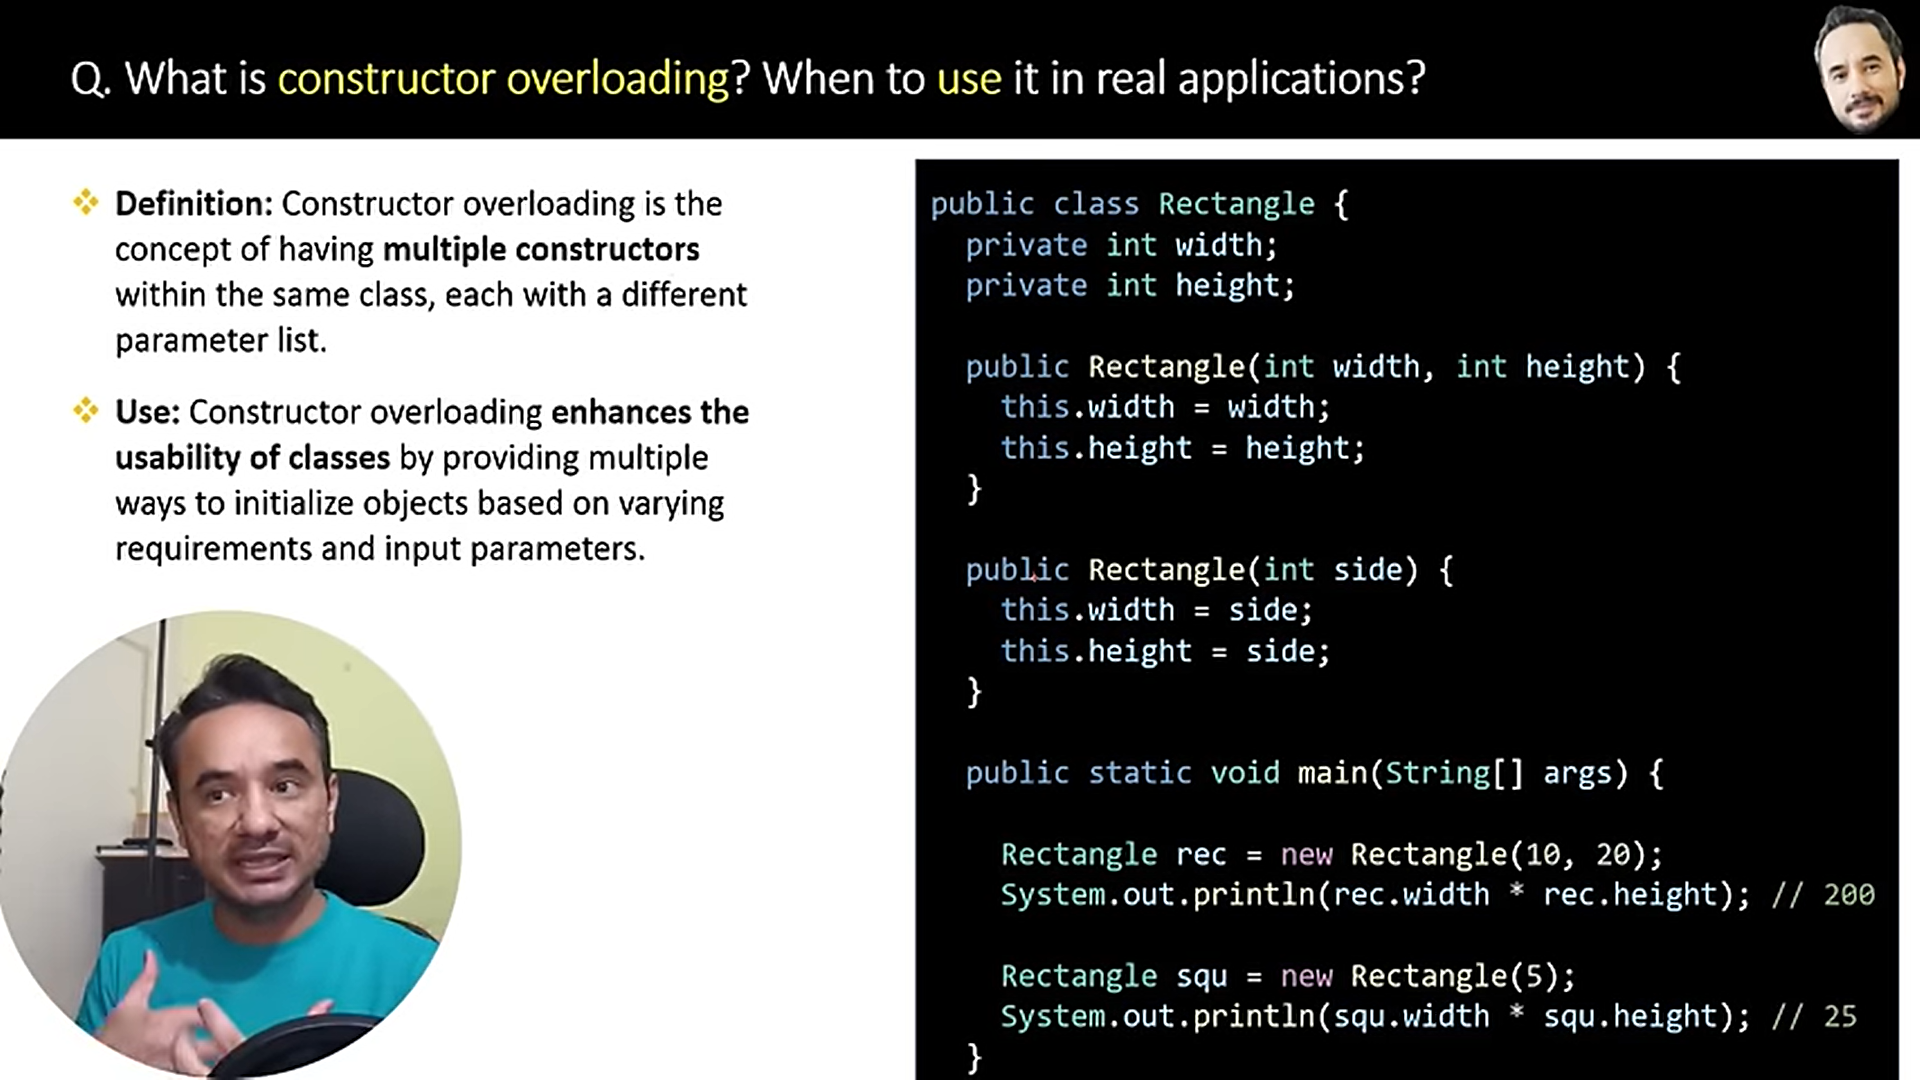 Q. What is constructor overloading? When to use it in real applications?
Definition: Constructor overloading is the
concept of having multiple constructors
within the same class, each with a different
parameter list.
Use: Constructor overloading enhances the
usability of classes by providing multiple
ways to initialize objects based on varying
requirements and input parameters.
public class Rectangle {
  private int width;
  private int height;
  public Rectangle(int width, int height) {
    this.width = width;
    this.height = height;
  }
  public Rectangle(int side) {
    this.width = side;
    this.height = side;
  }
  public static void main(String[] args) {
    Rectangle rec = new Rectangle(10, 20);
    System.out.println(rec.width * rec.height); // 200
    Rectangle squ = new Rectangle(5);
    System.out.println(squ.width * squ.height); // 25
  }